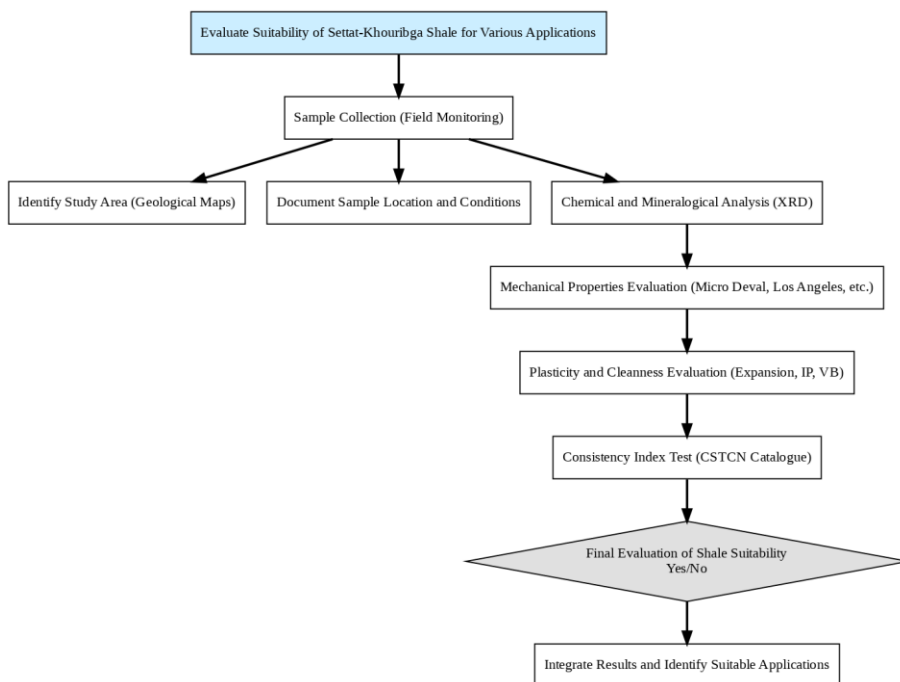 Evaluate Suitability of Settat-Khouribga Shale for Various Applications
Sample Collection (Field Monitoring)
Identify Study Area (Geological Maps)
Document Sample Location and Conditions
Chemical and Mineralogical Analysis (XRD)
Mechanical Properties Evaluation (Micro Deval, Los Angeles, etc.)
Plasticity and Cleanness Evaluation (Expansion, IP, VB)
Consistency Index Test (CSTCN Catalogue)
Final Evaluation of Shale Suitability
Yes/No
Integrate Results and Identify Suitable Applications